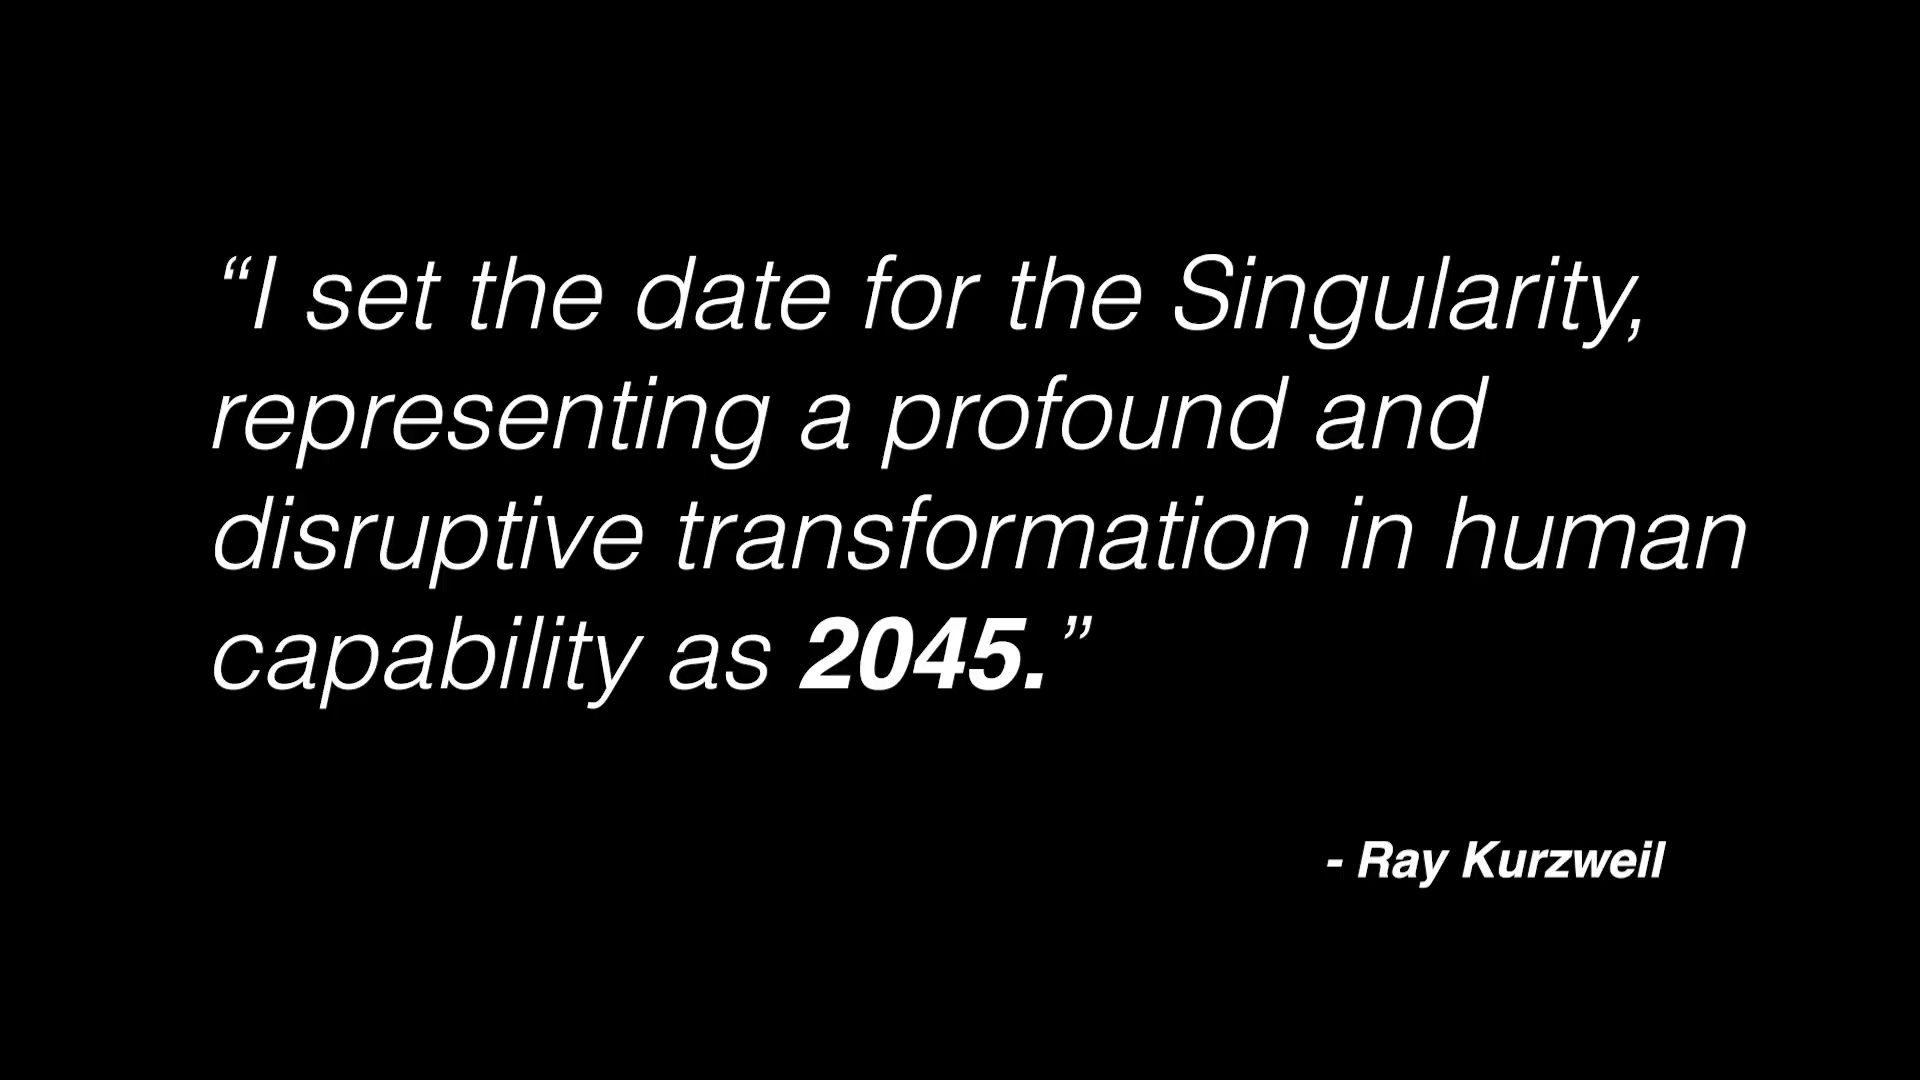 “I set the date for the Singularity,
representing a profound and
disruptive transformation in human
capability as 2045.”
- Ray Kurzweil